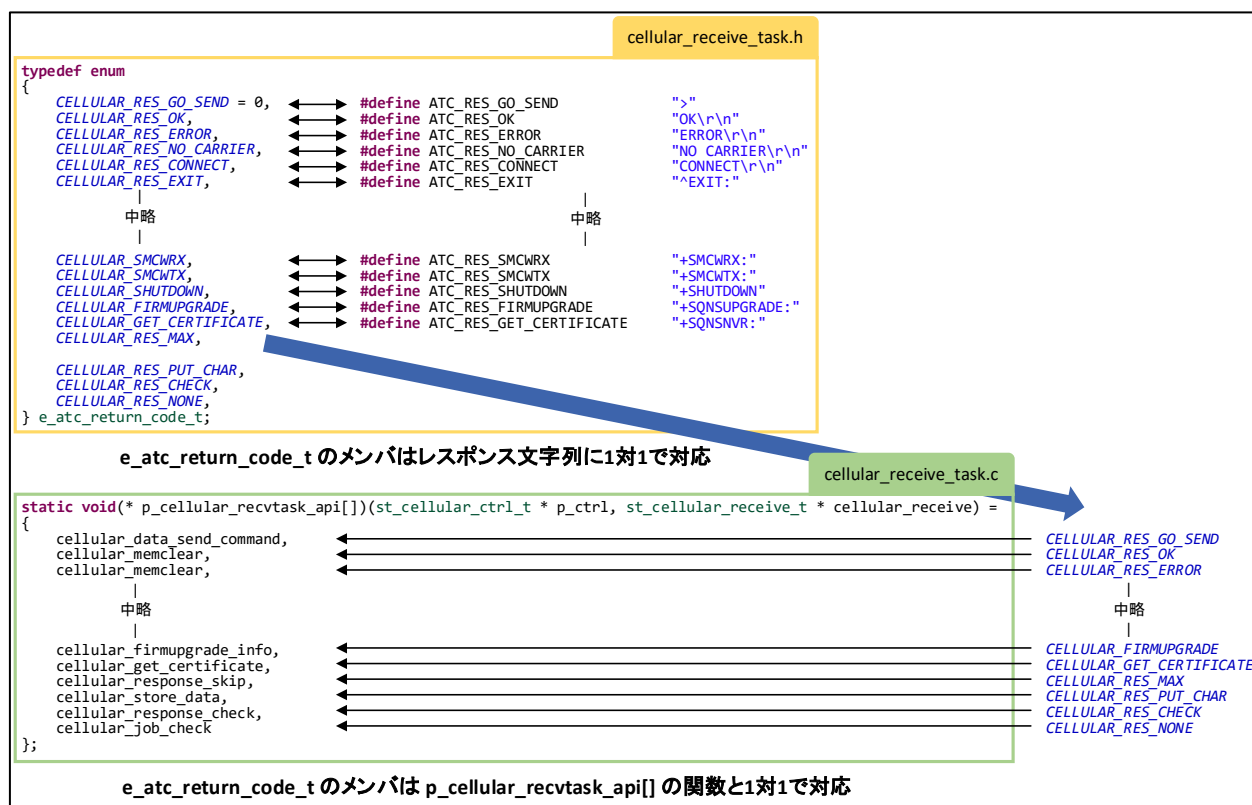 cellular_receive_task.h
typedef enum
{
CELLULAR_RES_GO_SEND = 0, #define ATC_RES_GO_SEND ">"
CELLULAR_RES_OK, #define ATC_RES_OK "OK\r\n"
CELLULAR_RES_ERROR, #define ATC_RES_ERROR "ERROR\r\n"
CELLULAR_RES_NO_CARRIER, #define ATC_RES_NO_CARRIER "NO CARRIER\r\n"
CELLULAR_RES_CONNECT, #define ATC_RES_CONNECT "CONNECT\r\n"
CELLULAR_RES_EXIT, #define ATC_RES_EXIT "^EXIT:"
| |
中略 中略
| |
CELLULAR_SMCWRX, #define ATC_RES_SMCWRX "+SMCWRX:"
CELLULAR_SMCWTX, #define ATC_RES_SMCWTX "+SMCWTX:"
CELLULAR_SHUTDOWN, #define ATC_RES_SHUTDOWN "+SHUTDOWN"
CELLULAR_FIRMUPGRADE, #define ATC_RES_FIRMUPGRADE "+SQNSUPGRADE:"
CELLULAR_GET_CERTIFICATE, #define ATC_RES_GET_CERTIFICATE "+SQNSNVR:"
CELLULAR_RES_MAX,
CELLULAR_RES_PUT_CHAR,
CELLULAR_RES_CHECK,
CELLULAR_RES_NONE,
} e_atc_return_code_t;
e_atc_return_code_t のメンバはレスポンス文字列に1対1で対応
cellular_receive_task.c
static void(* p_cellular_recvtask_api[])(st_cellular_ctrl_t * p_ctrl, st_cellular_receive_t * cellular_receive) =
{
cellular_data_send_command, CELLULAR_RES_GO_SEND
cellular_memclear, CELLULAR_RES_OK
cellular_memclear, CELLULAR_RES_ERROR
| |
中略 中略
| |
cellular_firmupgrade_info, CELLULAR_FIRMUPGRADE
cellular_get_certificate, CELLULAR_GET_CERTIFICATE
cellular_response_skip, CELLULAR_RES_MAX
cellular_store_data, CELLULAR_RES_PUT_CHAR
cellular_response_check, CELLULAR_RES_CHECK
cellular_job_check CELLULAR_RES_NONE
};
e_atc_return_code_t のメンバは p_cellular_recvtask_api[] の関数と1対1で対応